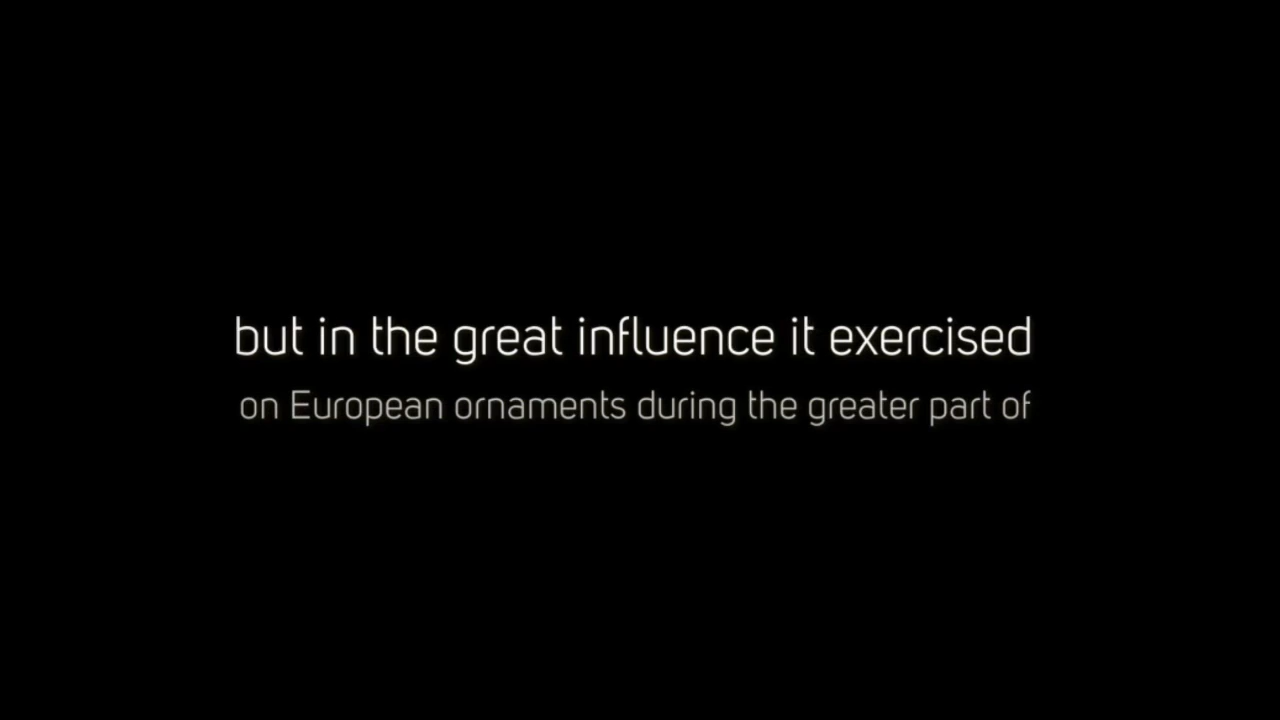 but in the great influence it exercised
on European ornaments during the greater part of